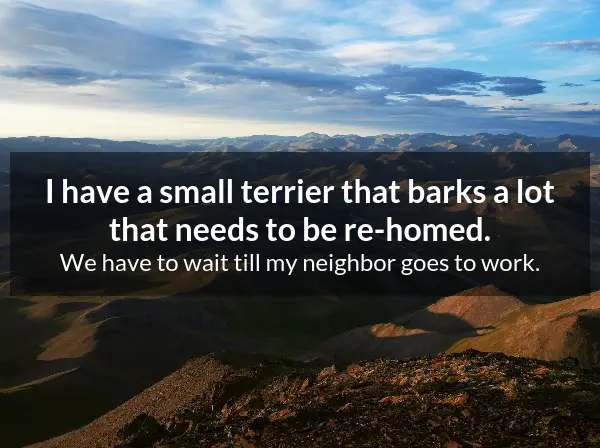 I have a small terrier that barks a lot
that needs to be re-homed.
We have to wait till my neighbor goes to work.